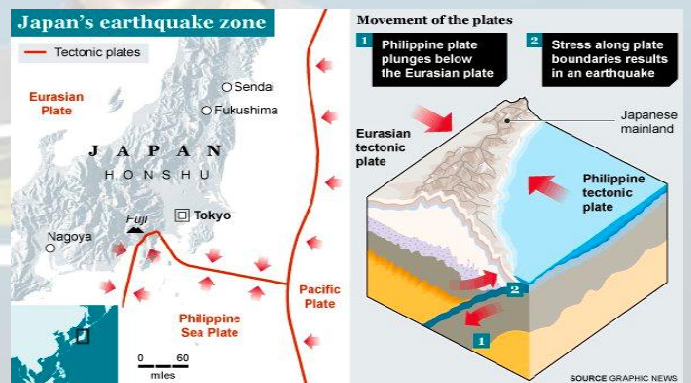 Japan's earthquake zone
Tectonic plates
Eurasian
Plate
Sendai
Fukushima
JAPAN
HONSHU
Fuji
Tokyo
Nagoya
Pacific
Plate
Philippine
Sea Plate
0 60
miles
Movement of the plates
1 Philippine plate
plunges below
the Eurasian plate
2 Stress along plate
boundaries results
in an earthquake
Japanese
mainland
Eurasian
tectonic
plate
Philippine
tectonic
plate
2
1
SOURCE GRAPHIC NEWS